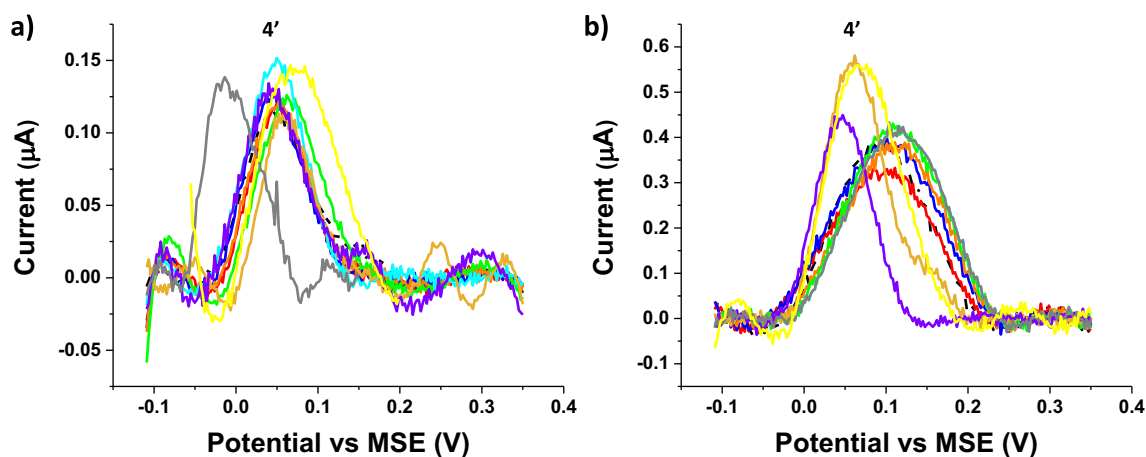 a)
4'
0.15
0.10
0.05
0.00
-0.05
Current (µA)
-0.1 0.0 0.1 0.2 0.3 0.4
Potential vs MSE (V)
b)
4'
0.6
0.5
0.4
0.3
0.2
0.1
0.0
-0.1
Current (µA)
-0.1 0.0 0.1 0.2 0.3 0.4
Potential vs MSE (V)